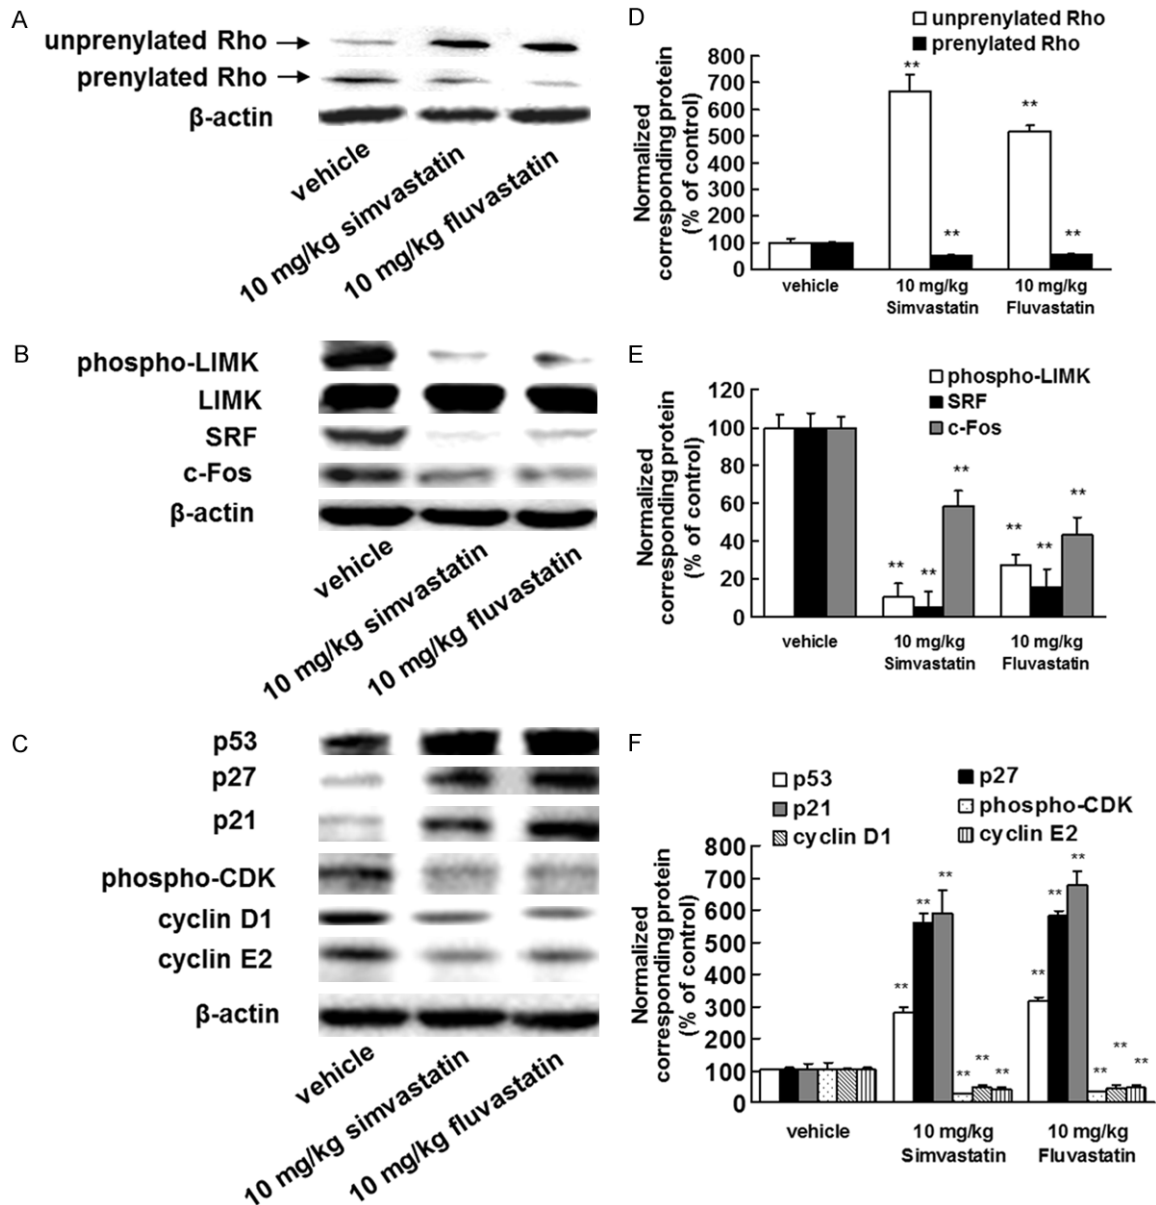 A
unprenylated Rho
prenylated Rho
β-actin
vehicle
10 mg/kg simvastatin
10 mg/kg fluvastatin
D
unprenylated Rho
prenylated Rho
Normalized
corresponding protein
(% of control)
800
700
600
500
400
300
200
100
0
** ** ** **
vehicle
10 mg/kg
Simvastatin
10 mg/kg
Fluvastatin
B
phospho-LIMK
LIMK
SRF
c-Fos
β-actin
vehicle
10 mg/kg simvastatin
10 mg/kg fluvastatin
E
phospho-LIMK
SRF
c-Fos
Normalized
corresponding protein
(% of control)
120
100
80
60
40
20
0
** ** ** ** ** **
vehicle
10 mg/kg
Simvastatin
10 mg/kg
Fluvastatin
C
p53
p27
p21
phospho-CDK
cyclin D1
cyclin E2
β-actin
vehicle
10 mg/kg simvastatin
10 mg/kg fluvastatin
F
p53 p27
p21 phospho-CDK
cyclin D1 cyclin E2
Normalized
corresponding protein
(% of control)
800
700
600
500
400
300
200
100
0
** ** ** ** ** ** ** ** ** ** ** **
vehicle
10 mg/kg
Simvastatin
10 mg/kg
Fluvastatin